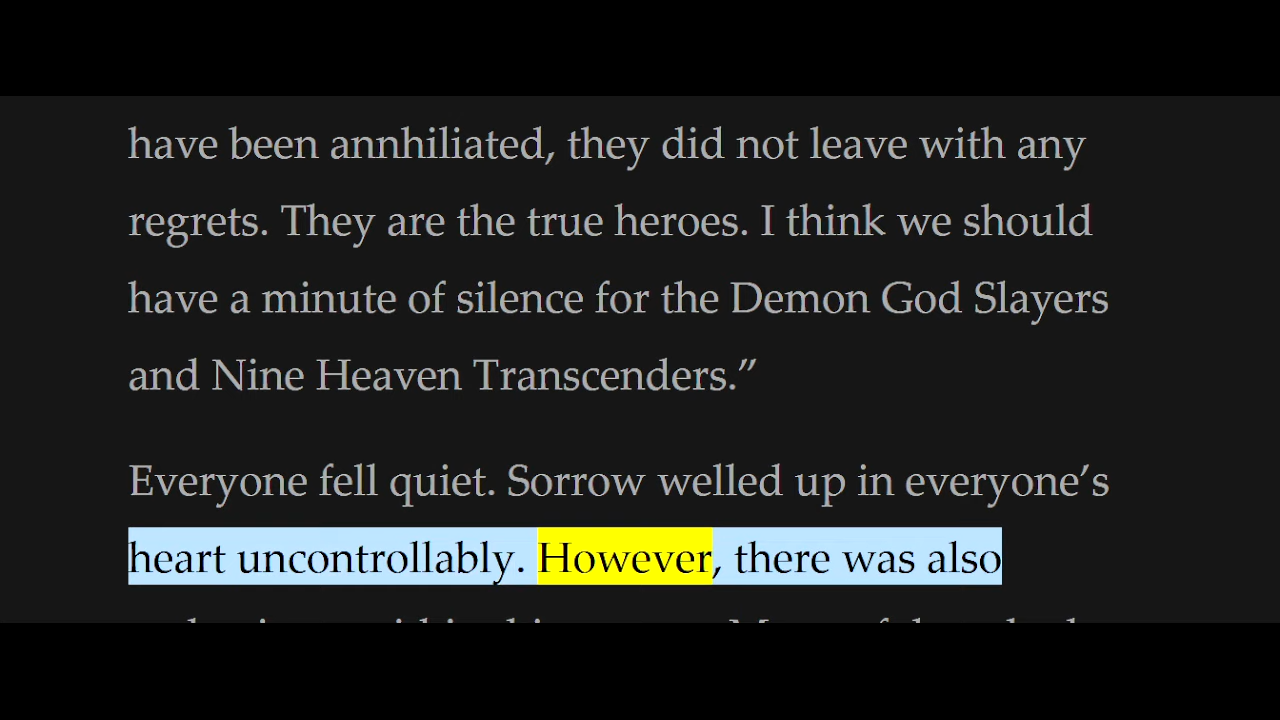 have been annhiliated, they did not leave with any
regrets. They are the true heroes. I think we should
have a minute of silence for the Demon God Slayers
and Nine Heaven Transcenders.”
Everyone fell quiet. Sorrow welled up in everyone’s
heart uncontrollably. However, there was also